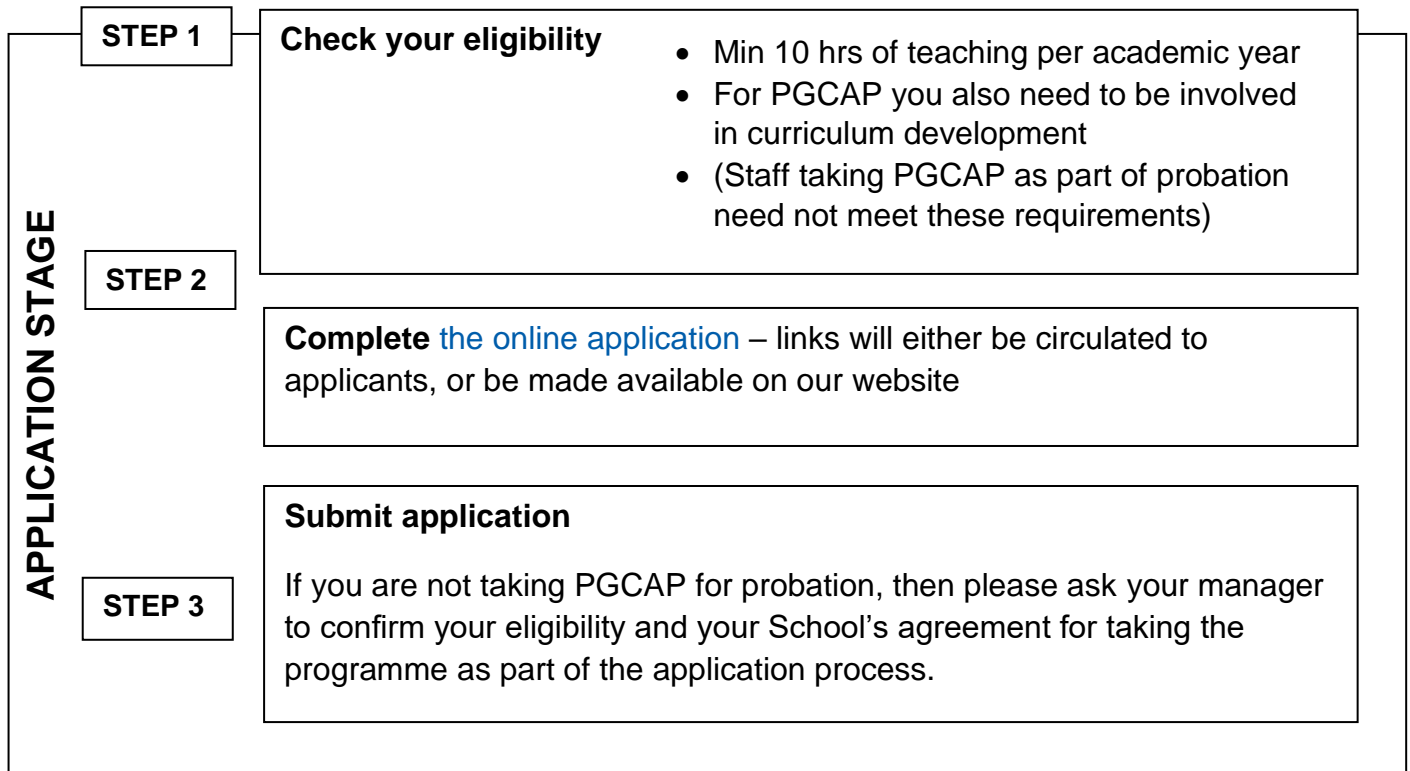 APPLICATION STAGE
STEP 1
Check your eligibility
• Min 10 hrs of teaching per academic year
• For PGCAP you also need to be involved
in curriculum development
• (Staff taking PGCAP as part of probation
need not meet these requirements)
STEP 2
Complete the online application – links will either be circulated to
applicants, or be made available on our website
STEP 3
Submit application
If you are not taking PGCAP for probation, then please ask your manager
to confirm your eligibility and your School’s agreement for taking the
programme as part of the application process.